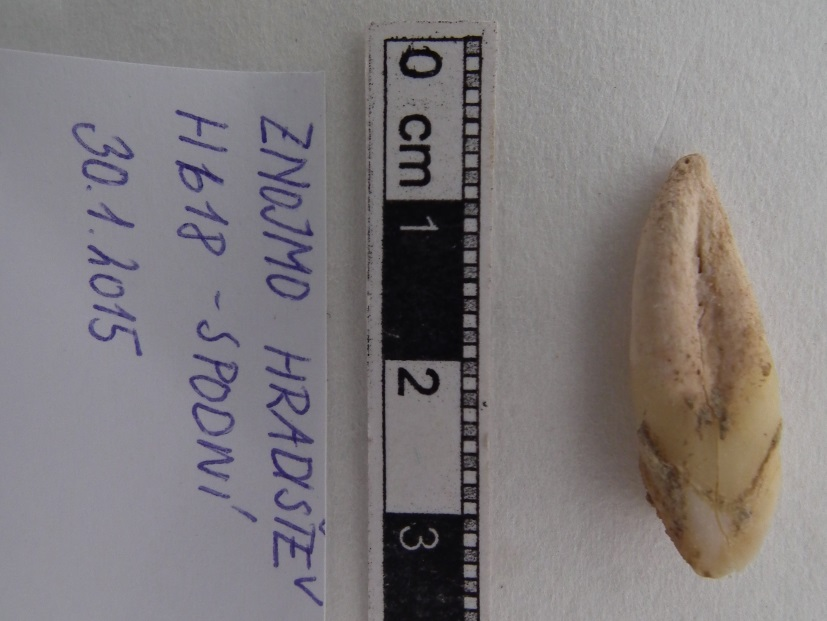 ZNOJMO HRADIŠTĚ
H618 - SPODNÍ
30.1.2015
0 cm
1
2
3